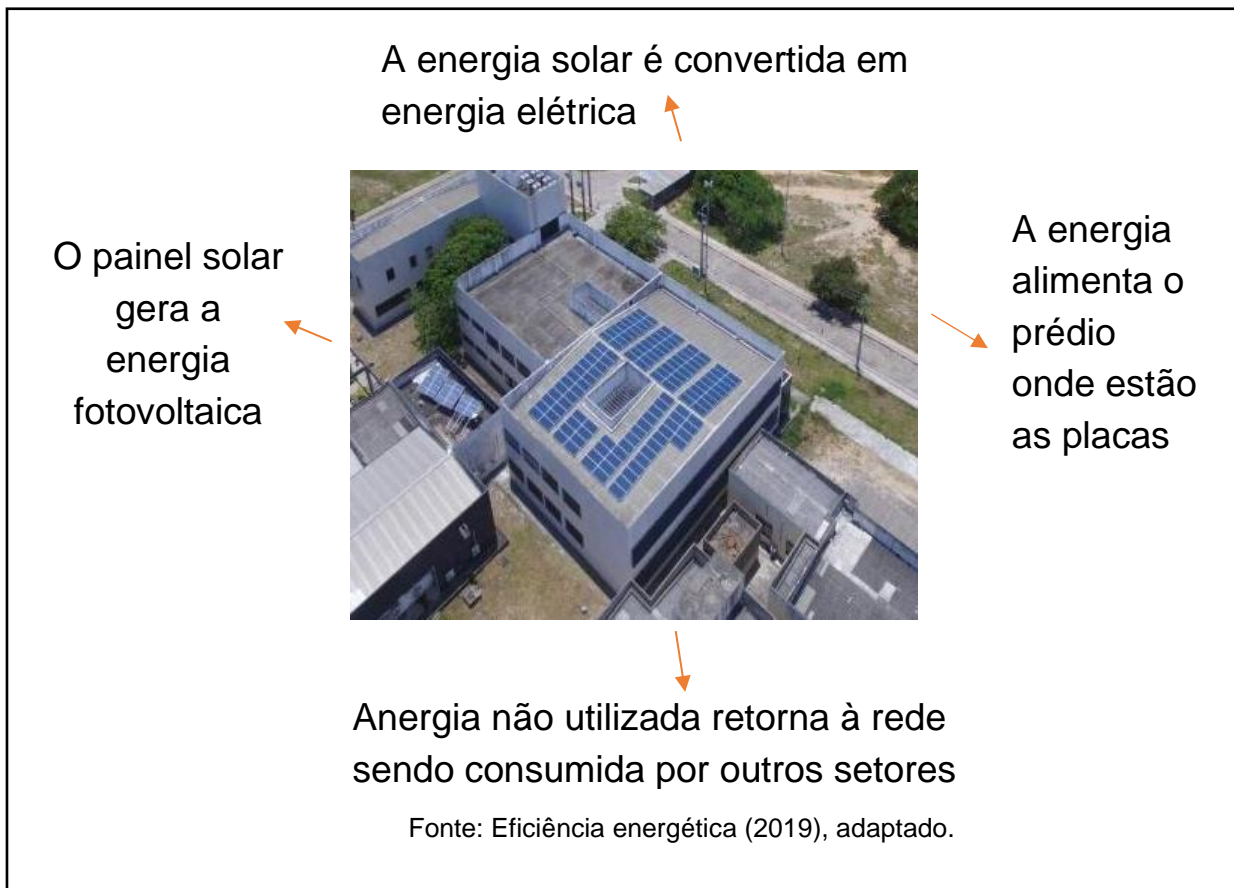 A energia solar é convertida em
energia elétrica
O painel solar
gera a
energia
fotovoltaica
A energia
alimenta o
prédio
onde estão
as placas
Anergia não utilizada retorna à rede
sendo consumida por outros setores
Fonte: Eficiência energética (2019), adaptado.